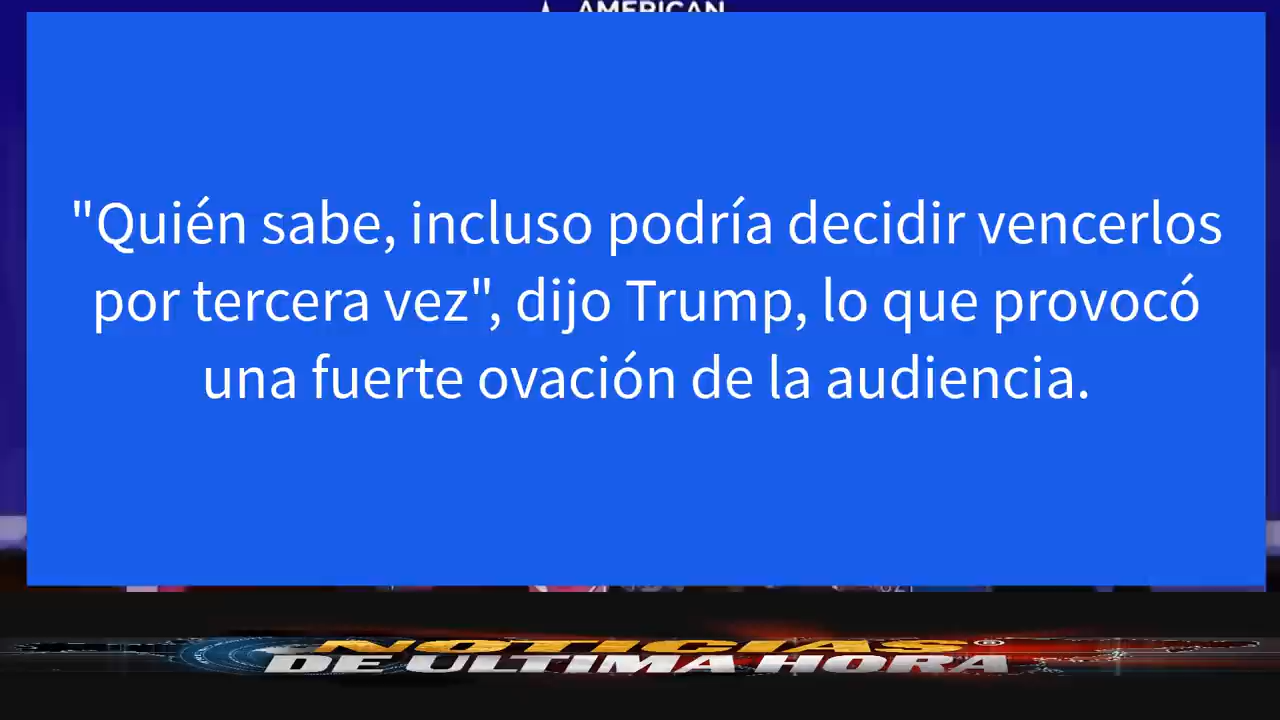 AMERICAN
"Quién sabe, incluso podría decidir vencerlos
por tercera vez", dijo Trump, lo que provocó
una fuerte ovación de la audiencia.
NOTICIAS®
DE ULTIMA HORA